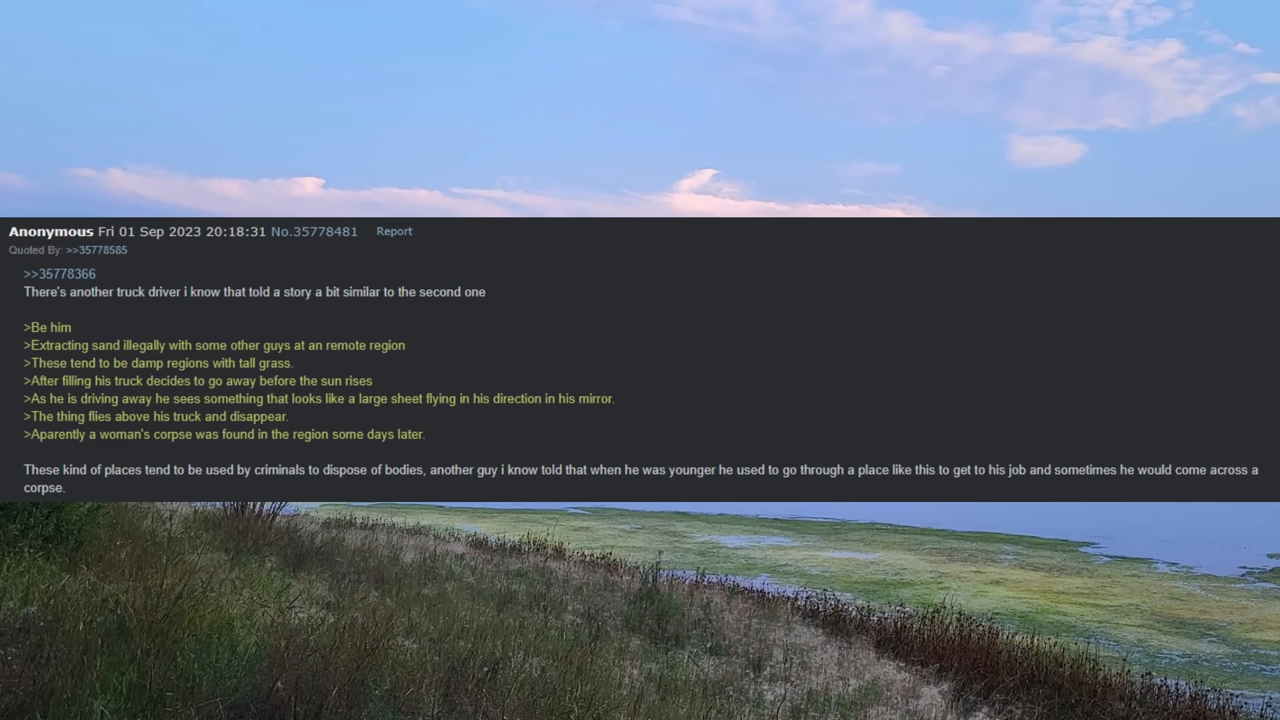 Anonymous Fri 01 Sep 2023 20:18:31 No.35778481 Report
Quoted By: >>35778585
>>35778366
There's another truck driver i know that told a story a bit similar to the second one
>Be him
>Extracting sand illegally with some other guys at an remote region
>These tend to be damp regions with tall grass.
>After filling his truck decides to go away before the sun rises
>As he is driving away he sees something that looks like a large sheet flying in his direction in his mirror.
>The thing flies above his truck and disappear.
>Aparently a woman's corpse was found in the region some days later.
These kind of places tend to be used by criminals to dispose of bodies, another guy i know told that when he was younger he used to go through a place like this to get to his job and sometimes he would come across a
corpse.